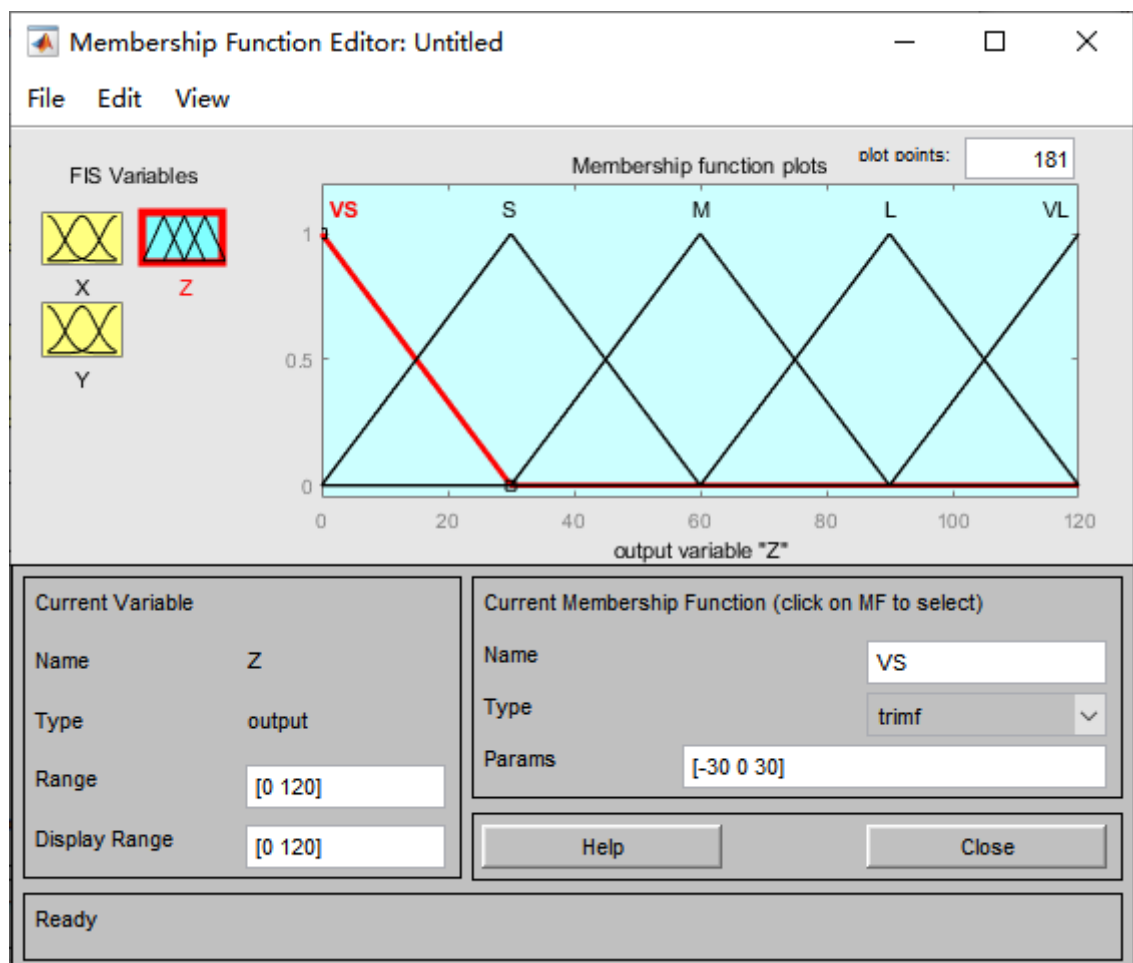 Membership Function Editor: Untitled
File Edit View
FIS Variables
X
Z
Y
Membership function plots
plot points:
181
VS S M L VL
1
0.5
0
0 20 40 60 80 100 120
output variable "Z"
Current Variable
Name Z
Type output
Range [0 120]
Display Range [0 120]
Current Membership Function (click on MF to select)
Name VS
Type trimf
Params [-30 0 30]
Help Close
Ready